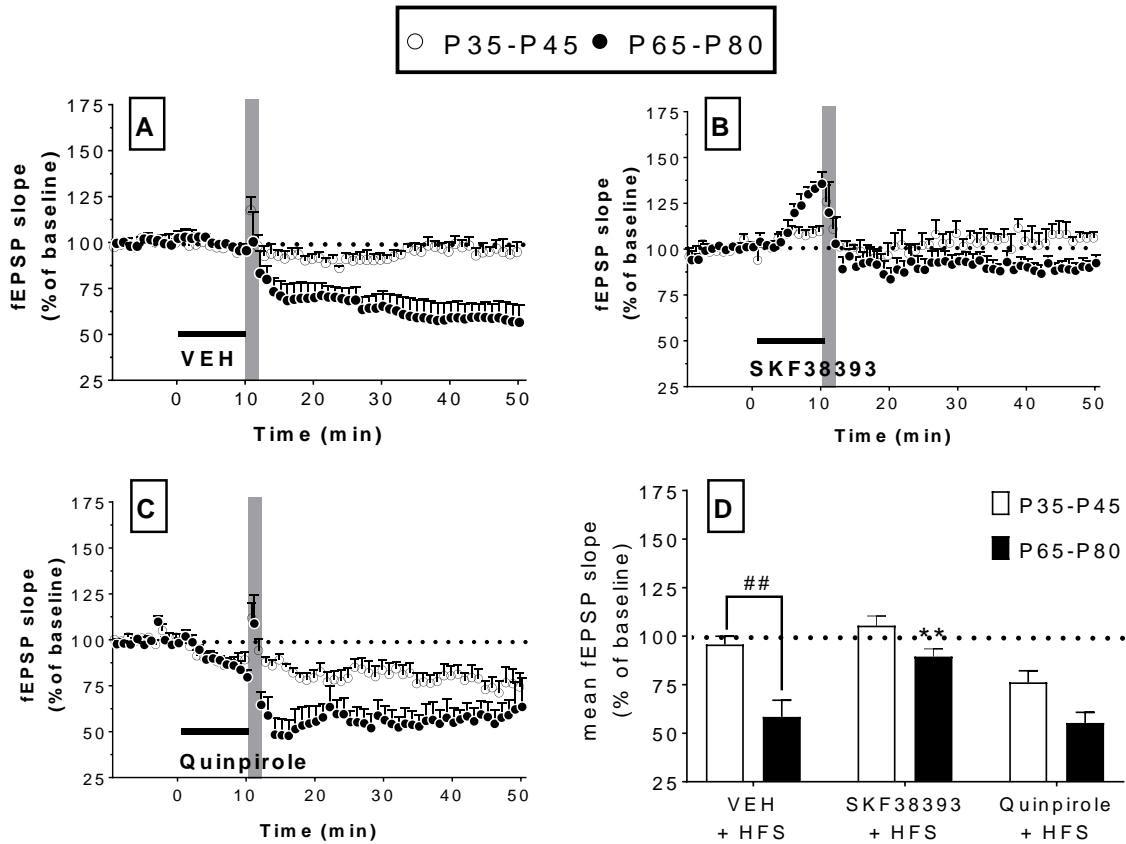 P35-P45 P65-P80
A
fEPSP slope
(%of baseline)
175
150
125
100
75
50
25
VEH
0 10 20 30 40 50
Time (min)
B
fEPSP slope
(%of baseline)
175
150
125
100
75
50
25
SKF38393
0 10 20 30 40 50
Time (min)
C
fEPSP slope
(%of baseline)
175
150
125
100
75
50
25
Quinpirole
0 10 20 30 40 50
Time (min)
D
mean fEPSP slope
(% of baseline)
175
150
125
100
75
50
25
P35-P45
P65-P80
##
**
VEH SKF38393 Quinpirole
+ HFS + HFS + HFS